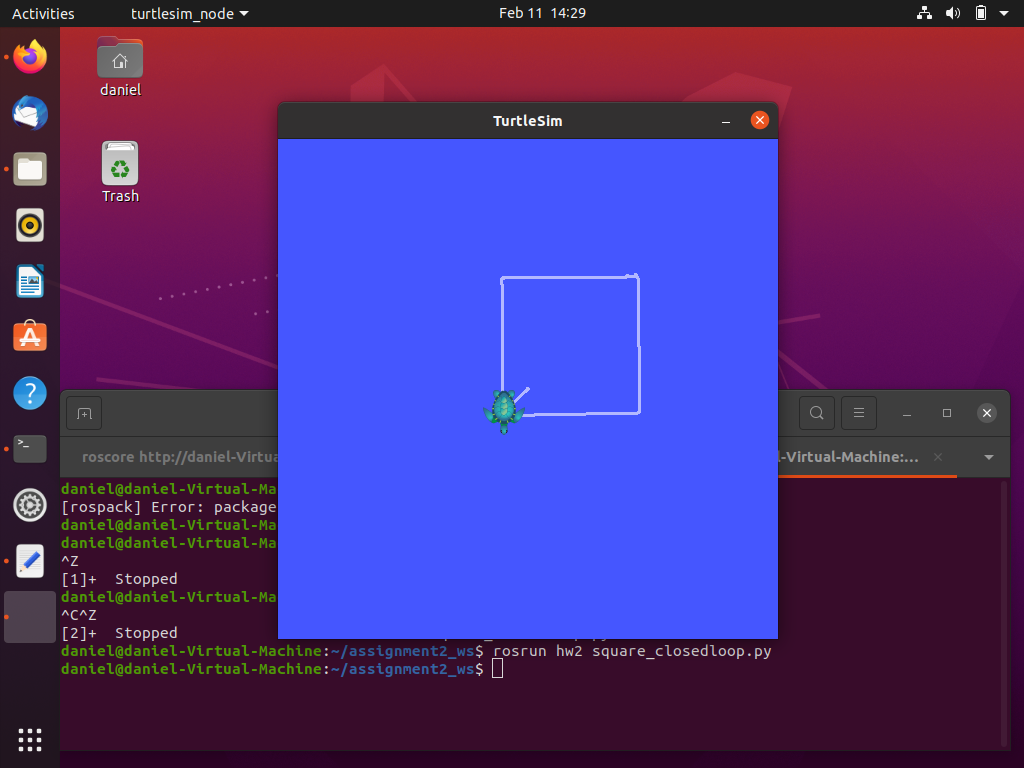 Activities
turtlesim_node
Feb 11 14:29
daniel
Trash
TurtleSim
roscore http://daniel-Virtua
l-Virtual-Machine:...
daniel@daniel-Virtual-Ma
[rospack] Error: package
daniel@daniel-Virtual-Ma
daniel@daniel-Virtual-Ma
^Z
[1]+  Stopped
daniel@daniel-Virtual-Ma
^C^Z
[2]+  Stopped
daniel@daniel-Virtual-Machine:~/assignment2_ws$ rosrun hw2 square_closedloop.py
daniel@daniel-Virtual-Machine:~/assignment2_ws$